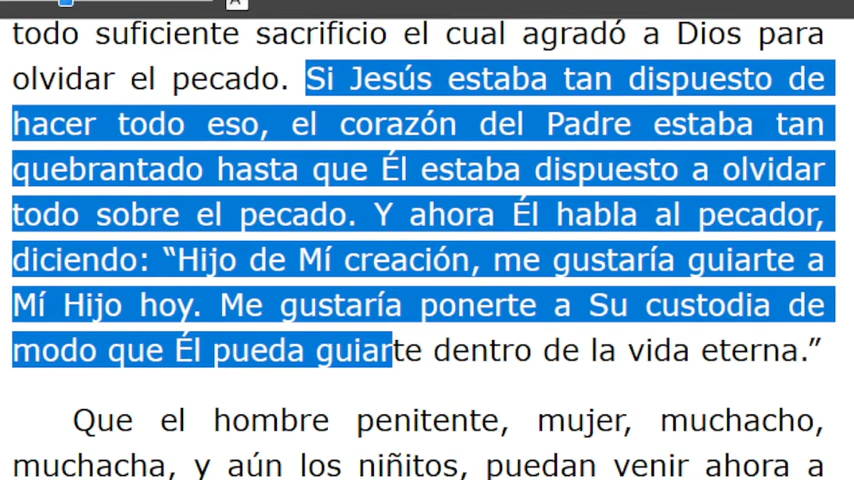 A
todo suficiente sacrificio el cual agradó a Dios para
olvidar el pecado. Si Jesús estaba tan dispuesto de
hacer todo eso, el corazón del Padre estaba tan
quebrantado hasta que Él estaba dispuesto a olvidar
todo sobre el pecado. Y ahora Él habla al pecador,
diciendo: “Hijo de Mí creación, me gustaría guiarte a
Mí Hijo hoy. Me gustaría ponerte a Su custodia de
modo que Él pueda guiarte dentro de la vida eterna.”
Que el hombre penitente, mujer, muchacho,
muchacha, y aún los niñitos, puedan venir ahora a